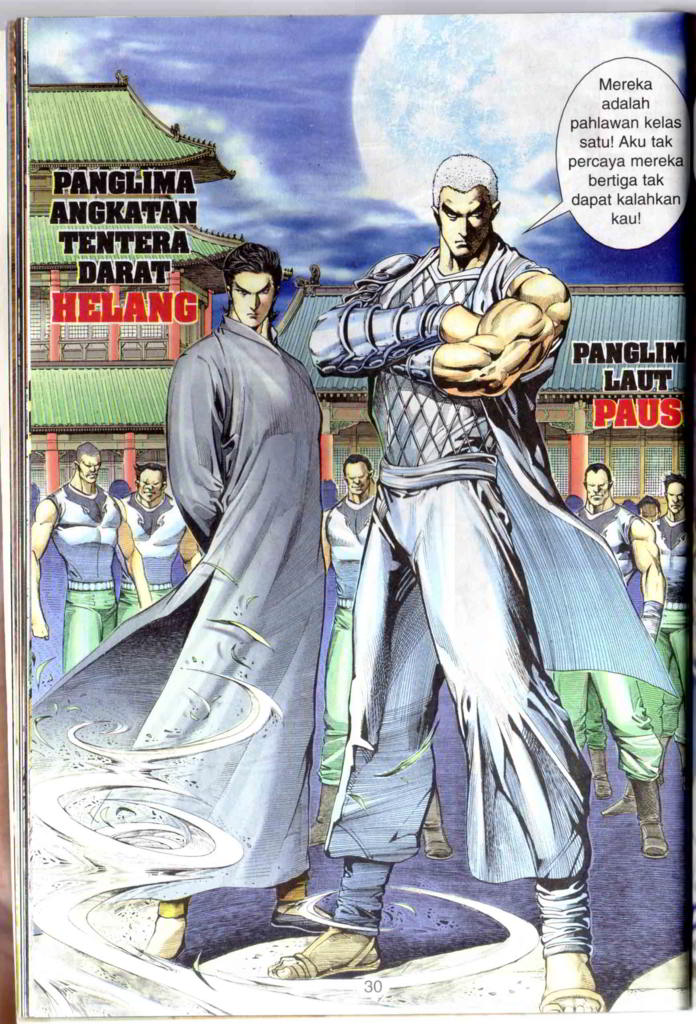 PANGLIMA
ANGKATAN
TENTERA
DARAT
HELANG
Mereka
adalah
pahlawan kelas
satu! Aku tak
percaya mereka
bertiga tak
dapat kalahkan
kau!
PANGLIM
LAUT
PAUS
30